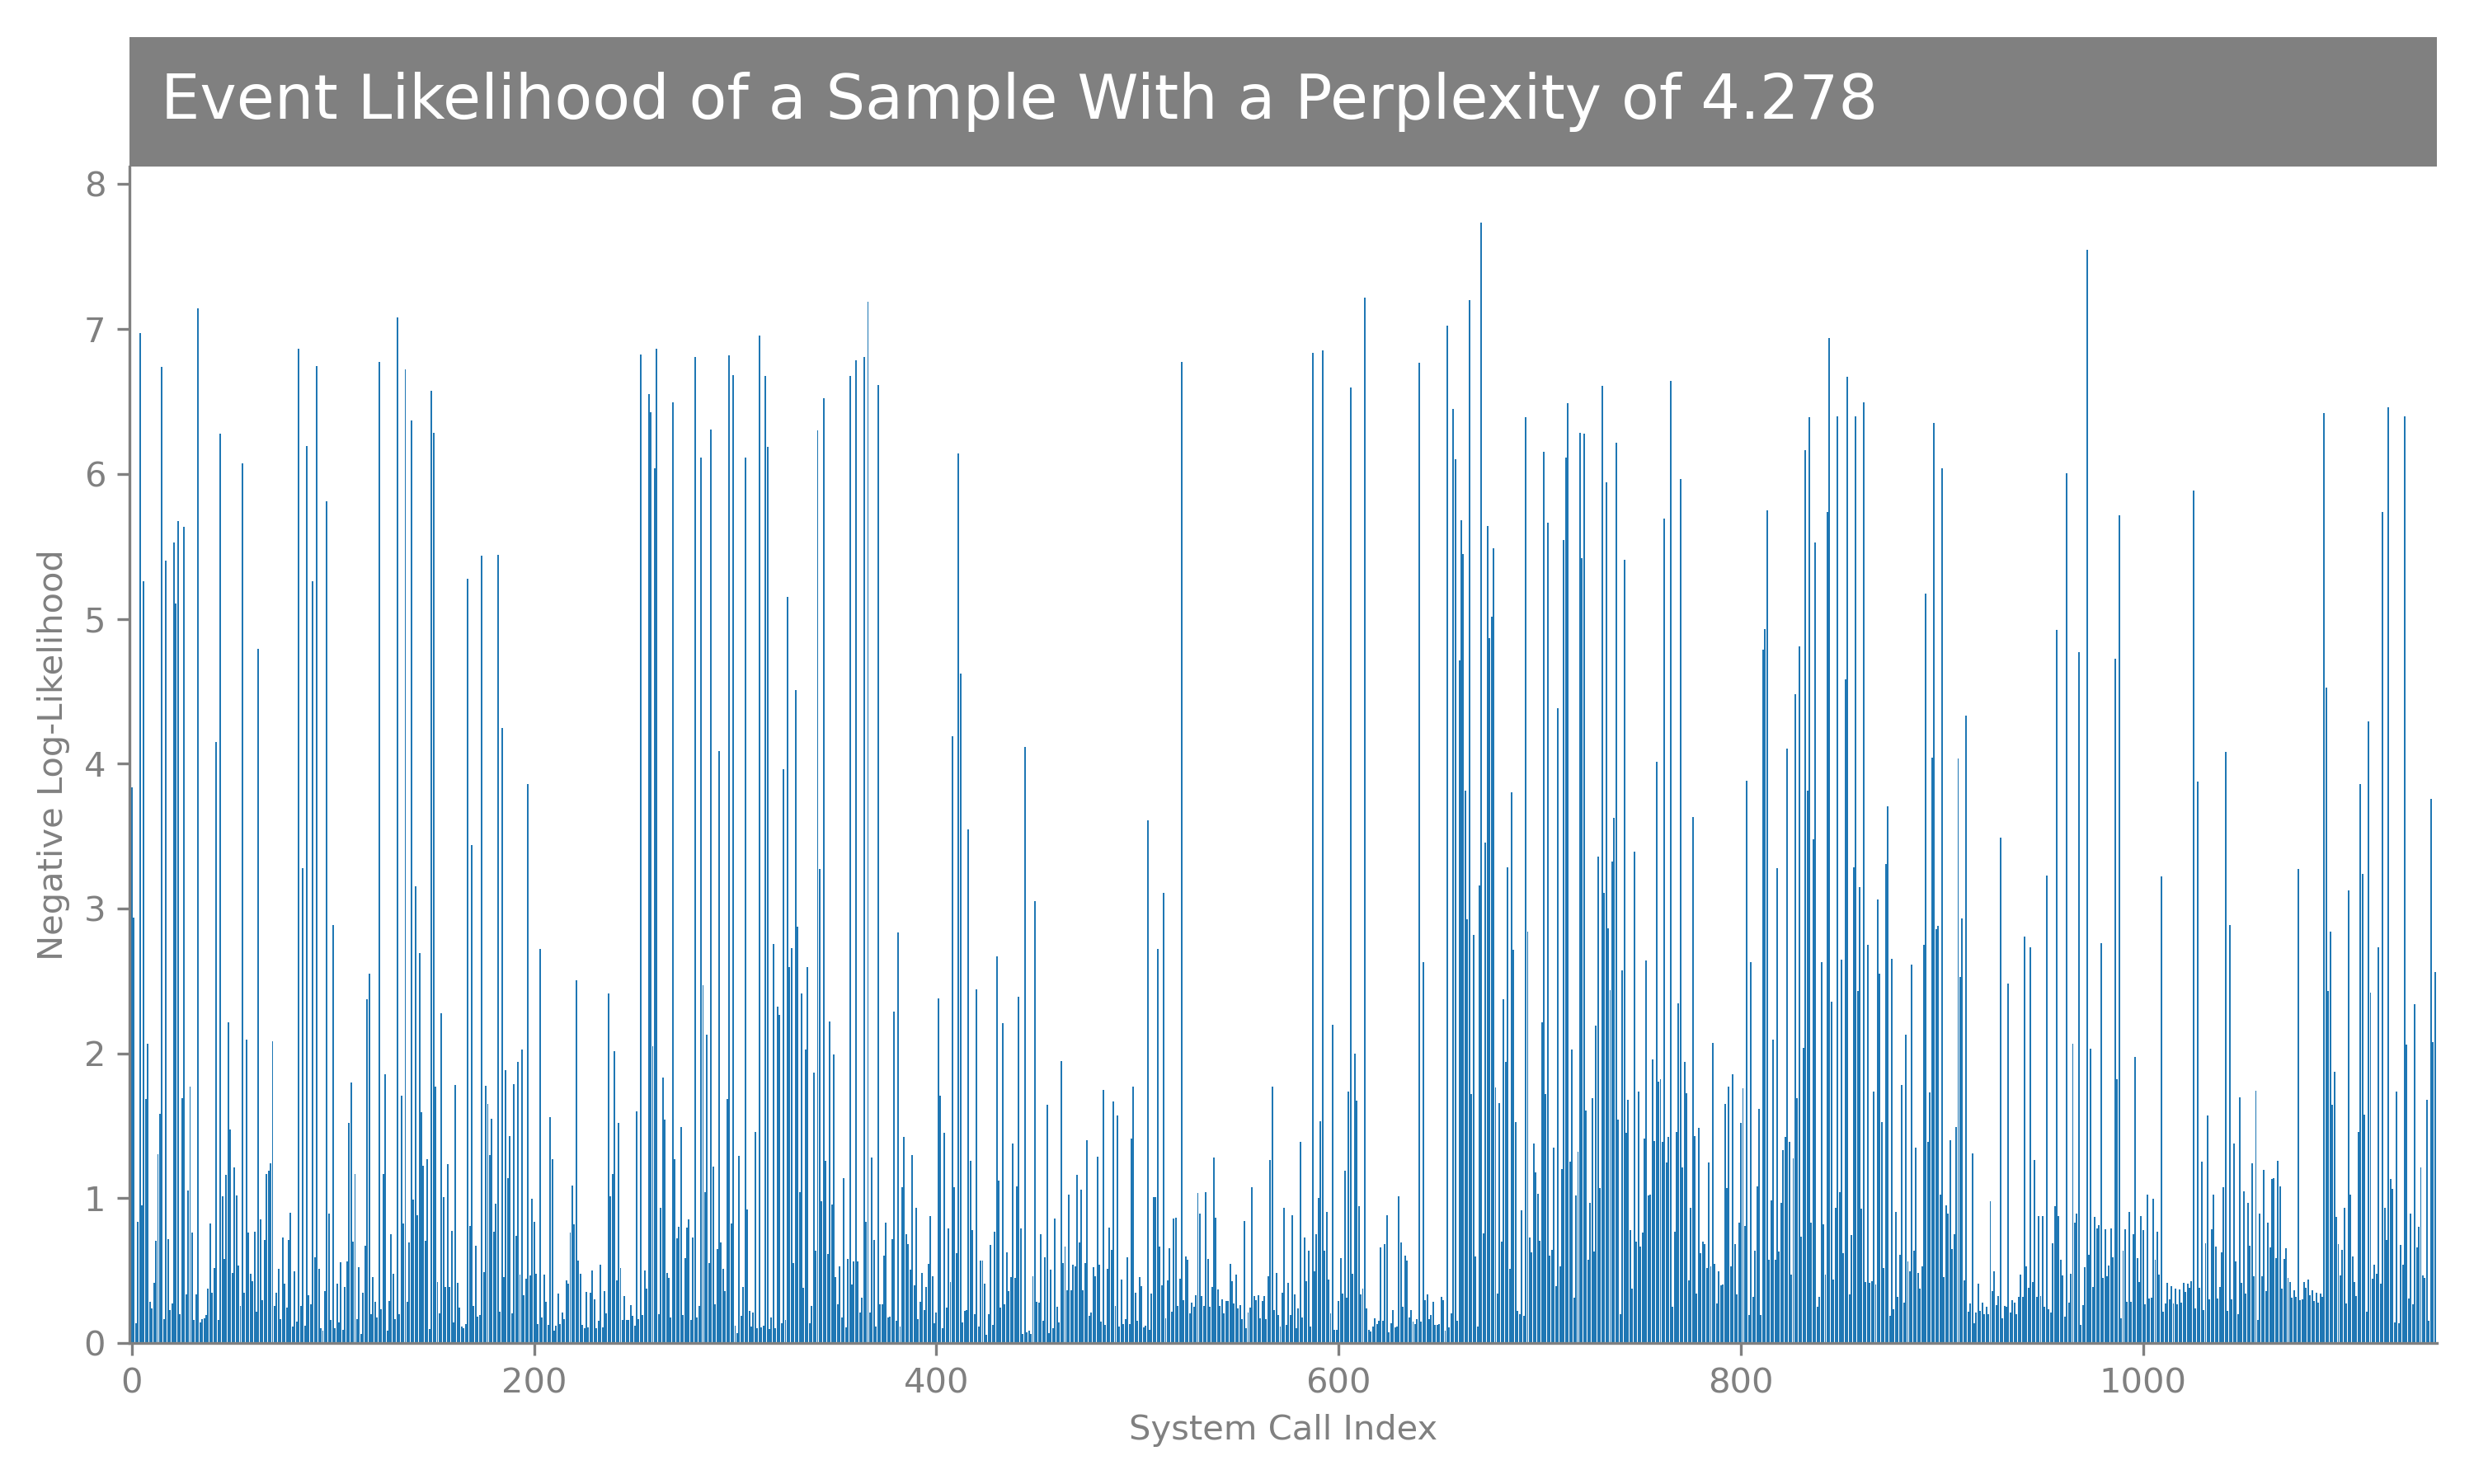 Event Likelihood of a Sample With a Perplexity of 4.278
8
7
6
5
4
3
2
1
0
Negative Log-Likelihood
0 200 400 600 800 1000
System Call Index